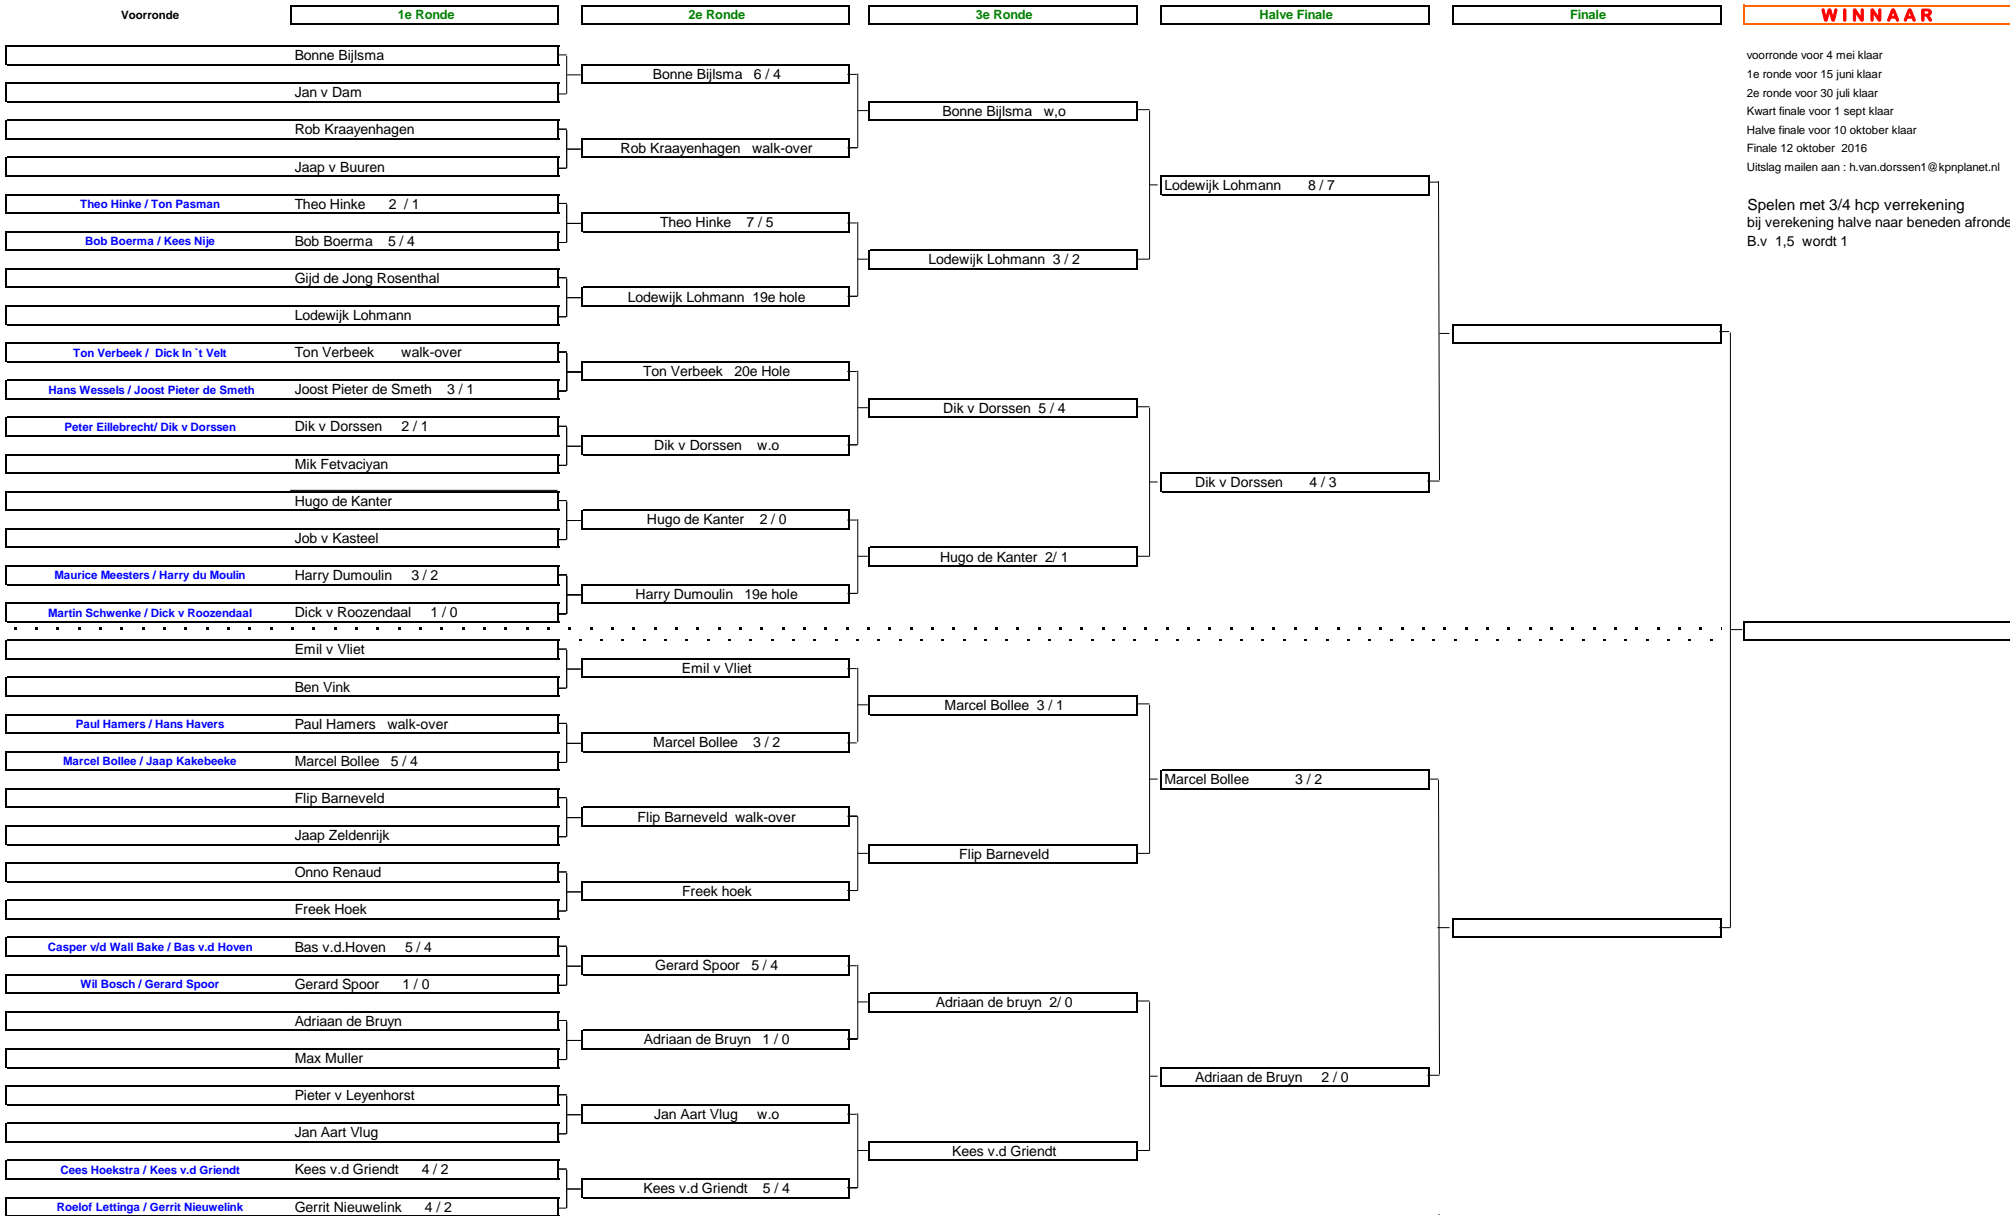 Voorronde 1e Ronde 2e Ronde 3e Ronde Halve Finale Finale WINNAAR
Bonne Bijlsma
Jan v Dam
Rob Kraayenhagen
Jaap v Buuren
Theo Hinke / Ton Pasman Theo Hinke 2 / 1
Bob Boerma / Kees Nije Bob Boerma 5 / 4
Gijd de Jong Rosenthal
Lodewijk Lohmann
Ton Verbeek / Dick In `t Velt Ton Verbeek walk-over
Hans Wessels / Joost Pieter de Smeth Joost Pieter de Smeth 3 / 1
Peter Eillebrecht/ Dik v Dorssen Dik v Dorssen 2 / 1
Mik Fetvaciyan
Hugo de Kanter
Job v Kasteel
Maurice Meesters / Harry du Moulin Harry Dumoulin 3 / 2
Martin Schwenke / Dick v Roozendaal Dick v Roozendaal 1 / 0
Emil v Vliet
Ben Vink
Paul Hamers / Hans Havers Paul Hamers walk-over
Marcel Bollee / Jaap Kakebeeke Marcel Bollee 5 / 4
Flip Barneveld
Jaap Zeldenrijk
Onno Renaud
Freek Hoek
Casper v/d Wall Bake / Bas v.d Hoven Bas v.d.Hoven 5 / 4
Wil Bosch / Gerard Spoor Gerard Spoor 1 / 0
Adriaan de Bruyn
Max Muller
Pieter v Leyenhorst
Jan Aart Vlug
Cees Hoekstra / Kees v.d Griendt Kees v.d Griendt 4 / 2
Roelof Lettinga / Gerrit Nieuwelink Gerrit Nieuwelink 4 / 2
Bonne Bijlsma 6 / 4
Rob Kraayenhagen walk-over
Theo Hinke 7 / 5
Lodewijk Lohmann 19e hole
Ton Verbeek 20e Hole
Dik v Dorssen w.o
Hugo de Kanter 2 / 0
Harry Dumoulin 19e hole
Emil v Vliet
Marcel Bollee 3 / 2
Flip Barneveld walk-over
Freek hoek
Gerard Spoor 5 / 4
Adriaan de Bruyn 1 / 0
Jan Aart Vlug w.o
Kees v.d Griendt 5 / 4
Bonne Bijlsma w,o
Lodewijk Lohmann 3 / 2
Dik v Dorssen 5 / 4
Hugo de Kanter 2/ 1
Marcel Bollee 3 / 1
Flip Barneveld
Adriaan de bruyn 2/ 0
Kees v.d Griendt
Lodewijk Lohmann 8 / 7
Dik v Dorssen 4 / 3
Marcel Bollee 3 / 2
Adriaan de Bruyn 2 / 0
voorronde voor 4 mei klaar
1e ronde voor 15 juni klaar
2e ronde voor 30 juli klaar
Kwart finale voor 1 sept klaar
Halve finale voor 10 oktober klaar
Finale 12 oktober 2016
Uitslag mailen aan : h.van.dorssen1@kpnplanet.nl
Spelen met 3/4 hcp verrekening
bij verekening halve naar beneden afronde
B.v 1,5 wordt 1